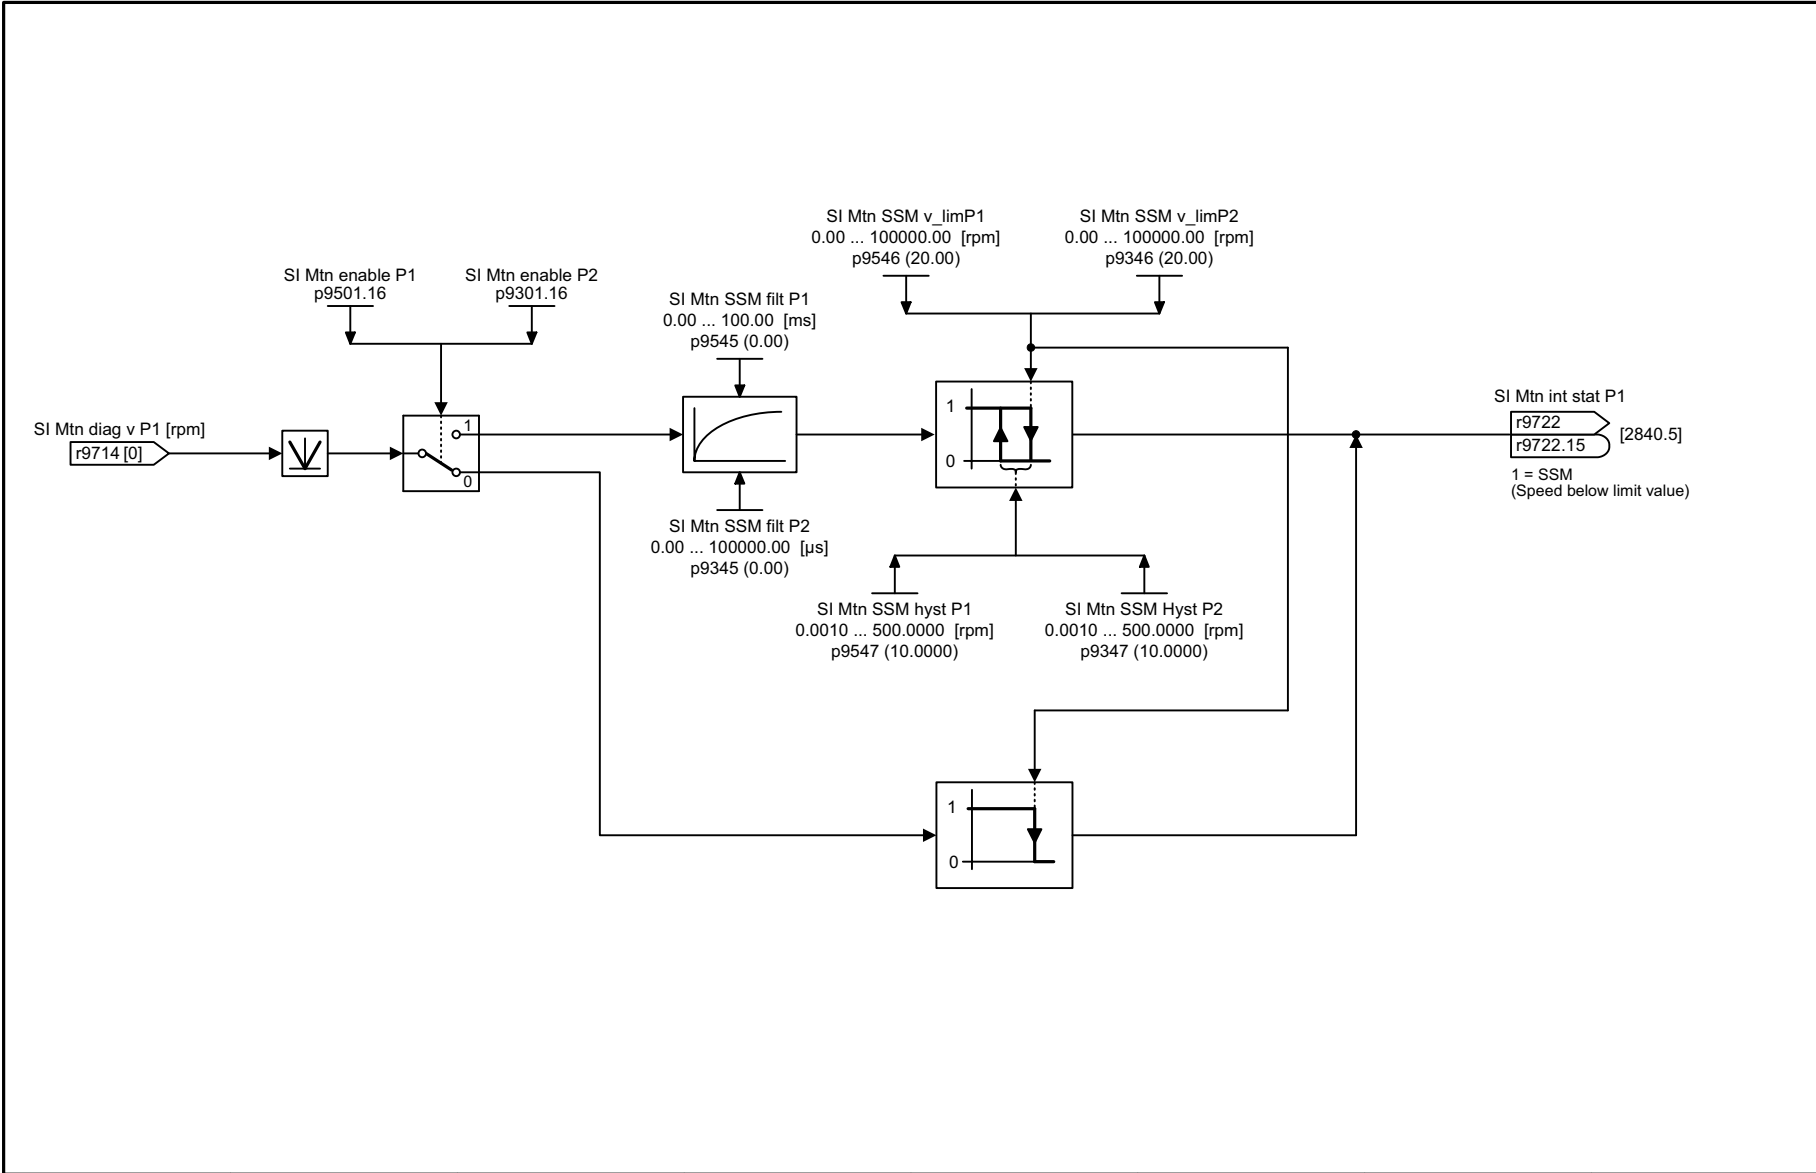 SI Mtn SSM v_limP1
0.00 ... 100000.00 [rpm]
p9546 (20.00)
SI Mtn SSM v_limP2
0.00 ... 100000.00 [rpm]
p9346 (20.00)
SI Mtn enable P1
p9501.16
SI Mtn enable P2
p9301.16
SI Mtn SSM filt P1
0.00 ... 100.00 [ms]
p9545 (0.00)
SI Mtn diag v P1 [rpm]
r9714 [0]
1
0
1
0
SI Mtn int stat P1
r9722
r9722.15
[2840.5]
1 = SSM
(Speed below limit value)
SI Mtn SSM filt P2
0.00 ... 100000.00 [µs]
p9345 (0.00)
SI Mtn SSM hyst P1
0.0010 ... 500.0000 [rpm]
p9547 (10.0000)
SI Mtn SSM Hyst P2
0.0010 ... 500.0000 [rpm]
p9347 (10.0000)
1
0